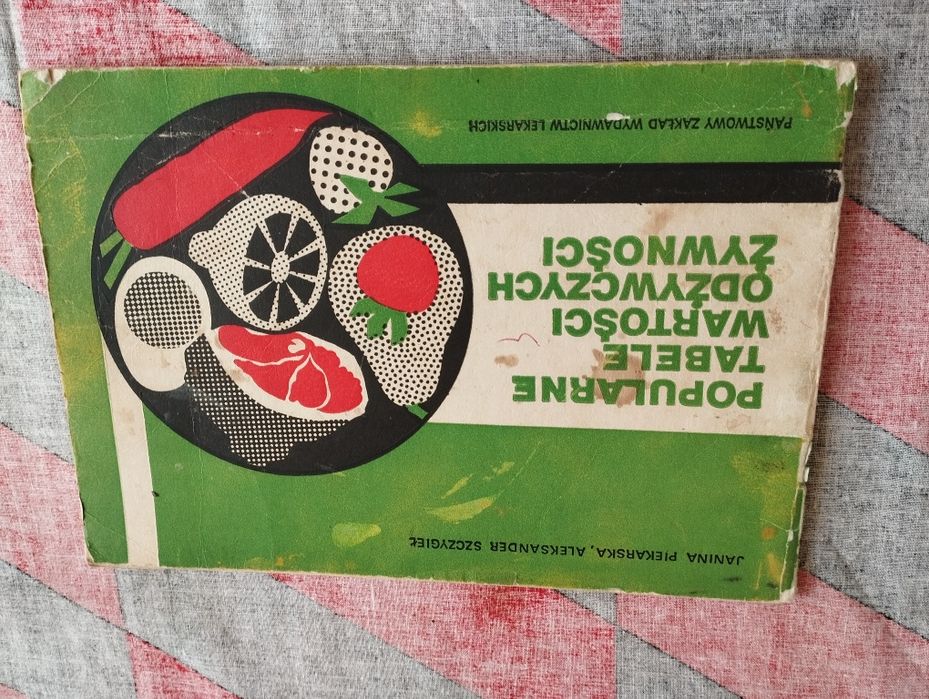 JANINA PIEKARSKA, ALEKSANDER SZCZYGIEŁ
POPULARNE
TABELE
WARTOŚCI
ODŻYWCZYCH
ŻYWNOŚCI
PAŃSTWOWY ZAKŁAD WYDAWNICTW LEKARSKICH